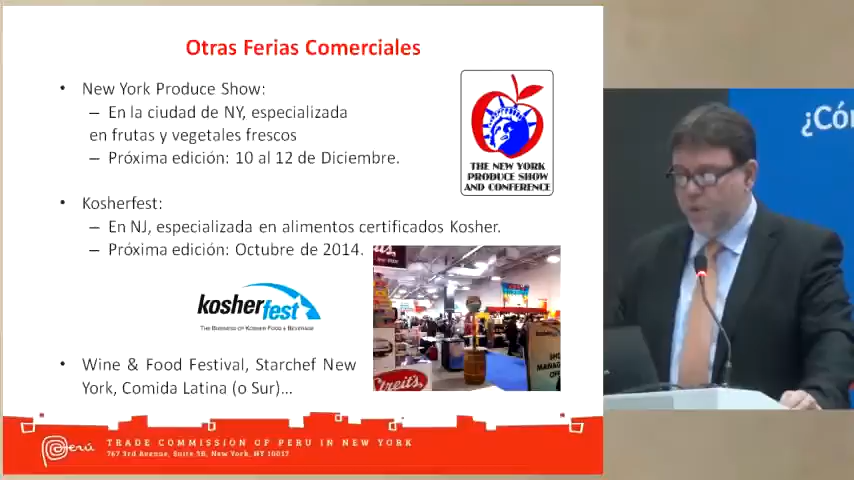 Otras Ferias Comerciales
• New York Produce Show:
– En la ciudad de NY, especializada
en frutas y vegetales frescos
– Próxima edición: 10 al 12 de Diciembre.
THE NEW YORK
PRODUCE SHOW
AND CONFERENCE
• Kosherfest:
– En NJ, especializada en alimentos certificados Kosher.
– Próxima edición: Octubre de 2014.
kosherfest
THE BUSINESS OF KOSHER FOOD & BEVERAGE
Streit's
• Wine & Food Festival, Starchef New
York, Comida Latina (o Sur)...
Perú
TRADE COMMISSION OF PERU IN NEW YORK
767 3rd Avenue, Suite 3B, New York, NY 10017
¿Cóm